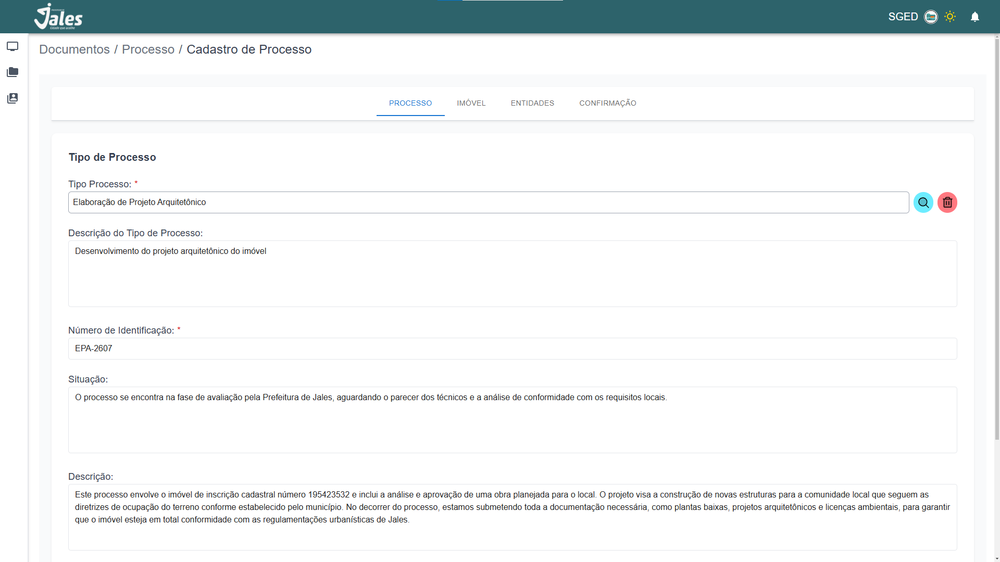 PREFEITURA DE
Jales
Cidade que acolhe
SGED
Documentos / Processo / Cadastro de Processo
PROCESSO IMÓVEL ENTIDADES CONFIRMAÇÃO
Tipo de Processo
Tipo Processo: *
Elaboração de Projeto Arquitetônico
Descrição do Tipo de Processo:
Desenvolvimento do projeto arquitetônico do imóvel
Número de Identificação: *
EPA-2607
Situação:
O processo se encontra na fase de avaliação pela Prefeitura de Jales, aguardando o parecer dos técnicos e a análise de conformidade com os requisitos locais.
Descrição:
Este processo envolve o imóvel de inscrição cadastral número 195423532 e inclui a análise e aprovação de uma obra planejada para o local. O projeto visa a construção de novas estruturas para a comunidade local que seguem as
diretrizes de ocupação do terreno conforme estabelecido pelo município. No decorrer do processo, estamos submetendo toda a documentação necessária, como plantas baixas, projetos arquitetônicos e licenças ambientais, para garantir
que o imóvel esteja em total conformidade com as regulamentações urbanísticas de Jales.